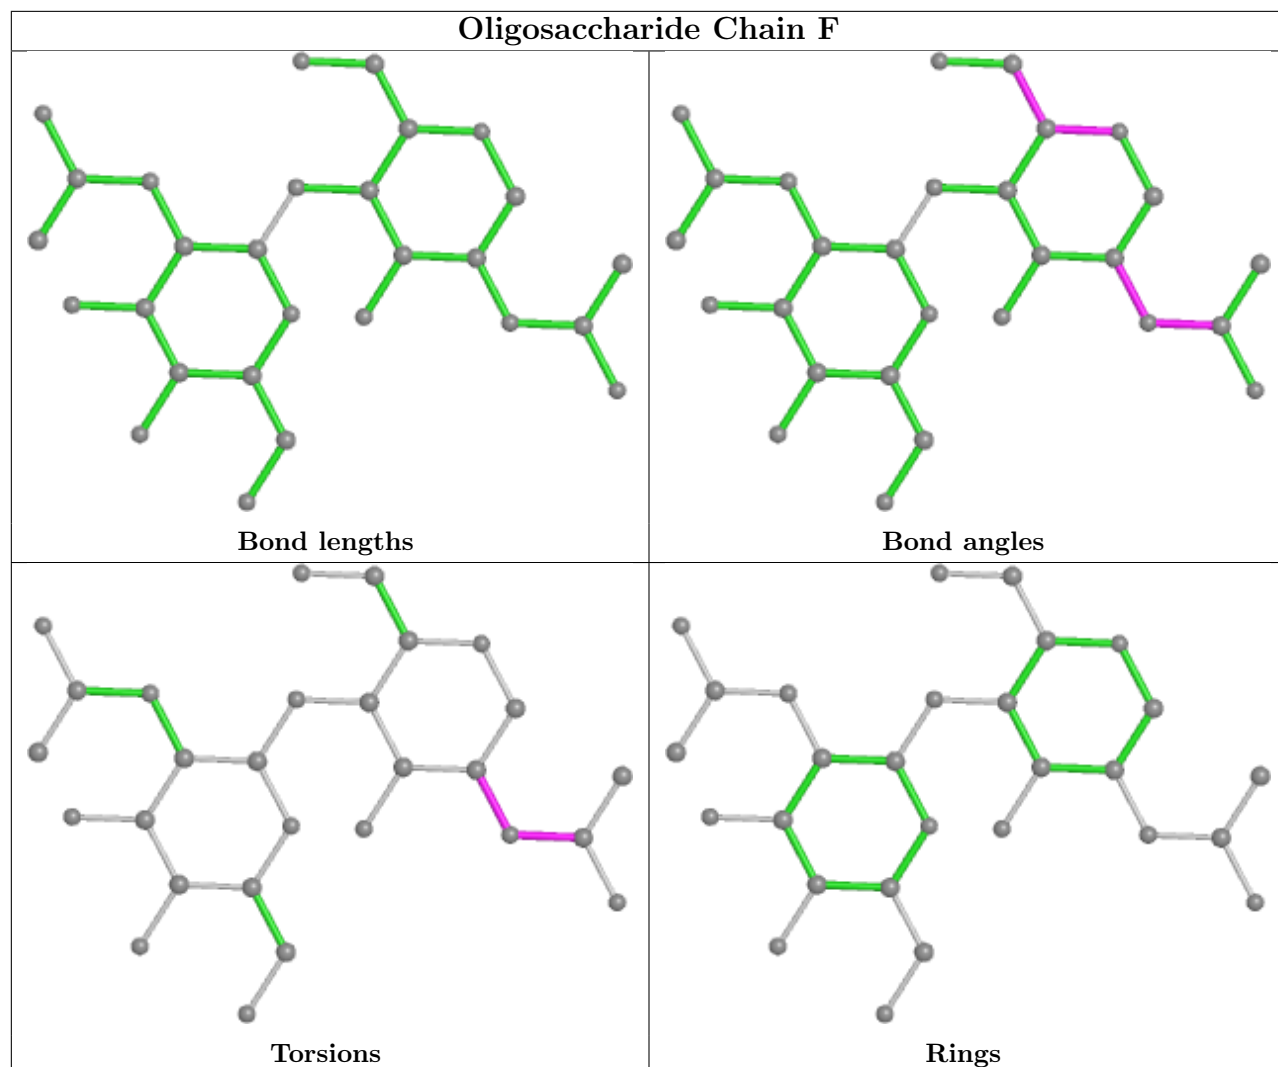 Oligosaccharide Chain F
Bond lengths
Bond angles
Torsions
Rings